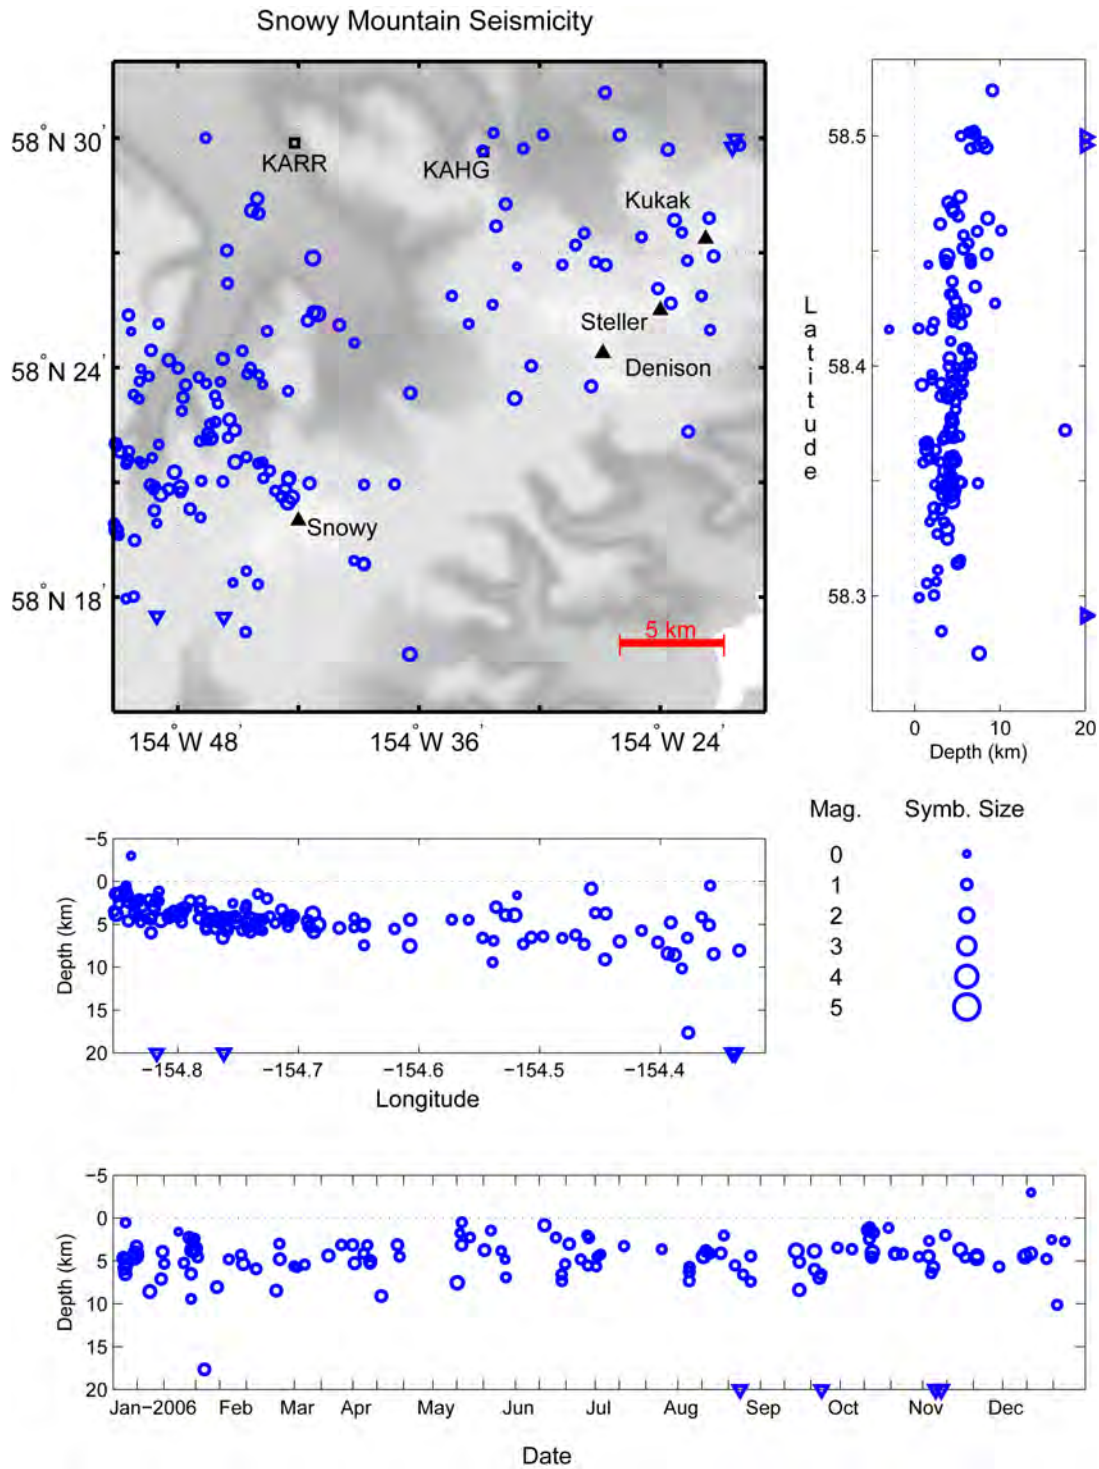 Snowy Mountain Seismicity
58°N 30'
58°N 24'
58°N 18'
KARR
KAHG
Kukak
Steller
Denison
Snowy
5 km
154°W 48'
154°W 36'
154°W 24'
58.5
58.4
58.3
Latitude
0
10
20
Depth (km)
Mag.
Symb. Size
0
1
2
3
4
5
−5
0
5
10
15
20
Depth (km)
−154.8
−154.7
−154.6
−154.5
−154.4
Longitude
−5
0
5
10
15
20
Depth (km)
Jan−2006
Feb
Mar
Apr
May
Jun
Jul
Aug
Sep
Oct
Nov
Dec
Date